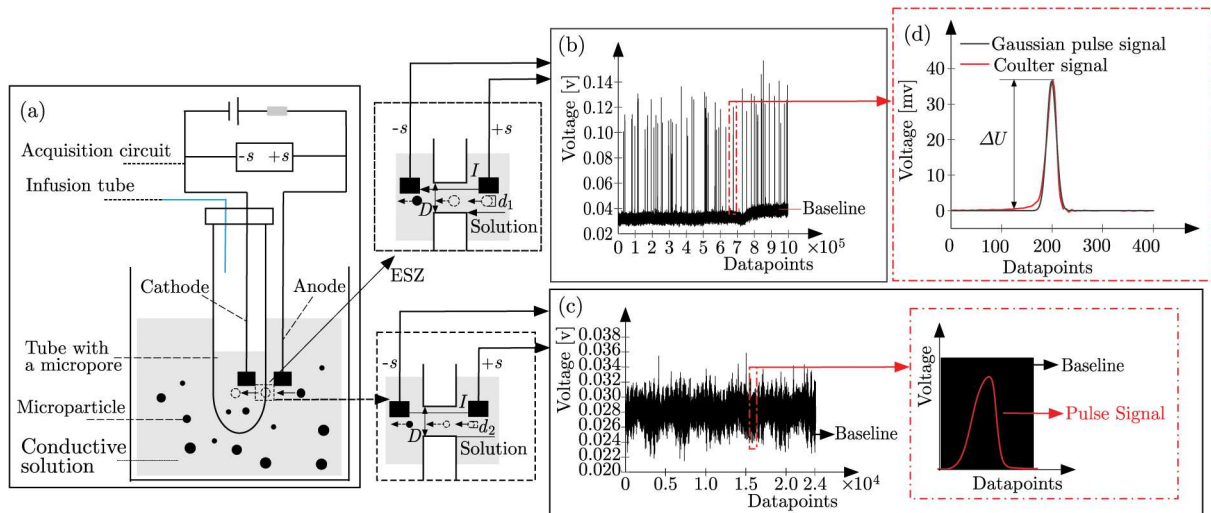 (a)
Acquisition circuit
-s +s
Infusion tube
Cathode
Anode
Tube with
a micropore
Microparticle
Conductive
solution
-s
+s
I
D
d1
Solution
ESZ
-s
+s
I
D
d2
Solution
(b)
Voltage [v]
0.14
0.12
0.10
0.08
0.06
0.04
0.02
Baseline
0 1 2 3 4 5 6 7 8 9 10 ×10^5
Datapoints
(c)
Voltage [v]
0.038
0.036
0.034
0.032
0.030
0.028
0.026
0.024
0.022
0.020
Baseline
0 0.5 1.0 1.5 2.0 2.4 ×10^4
Datapoints
Voltage
Baseline
Pulse Signal
Datapoints
(d)
Gaussian pulse signal
Coulter signal
Voltage [mv]
40
30
20
10
0
ΔU
0 100 200 300 400
Datapoints